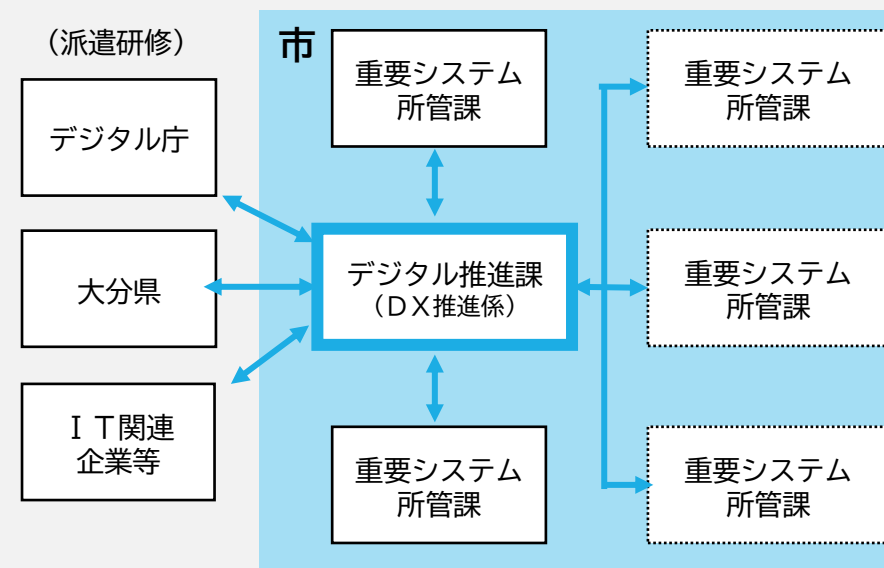 （派遣研修）
デジタル庁
大分県
ＩＴ関連
企業等
市
重要システム
所管課
デジタル推進課
（ＤＸ推進係）
重要システム
所管課
重要システム
所管課
重要システム
所管課
重要システム
所管課